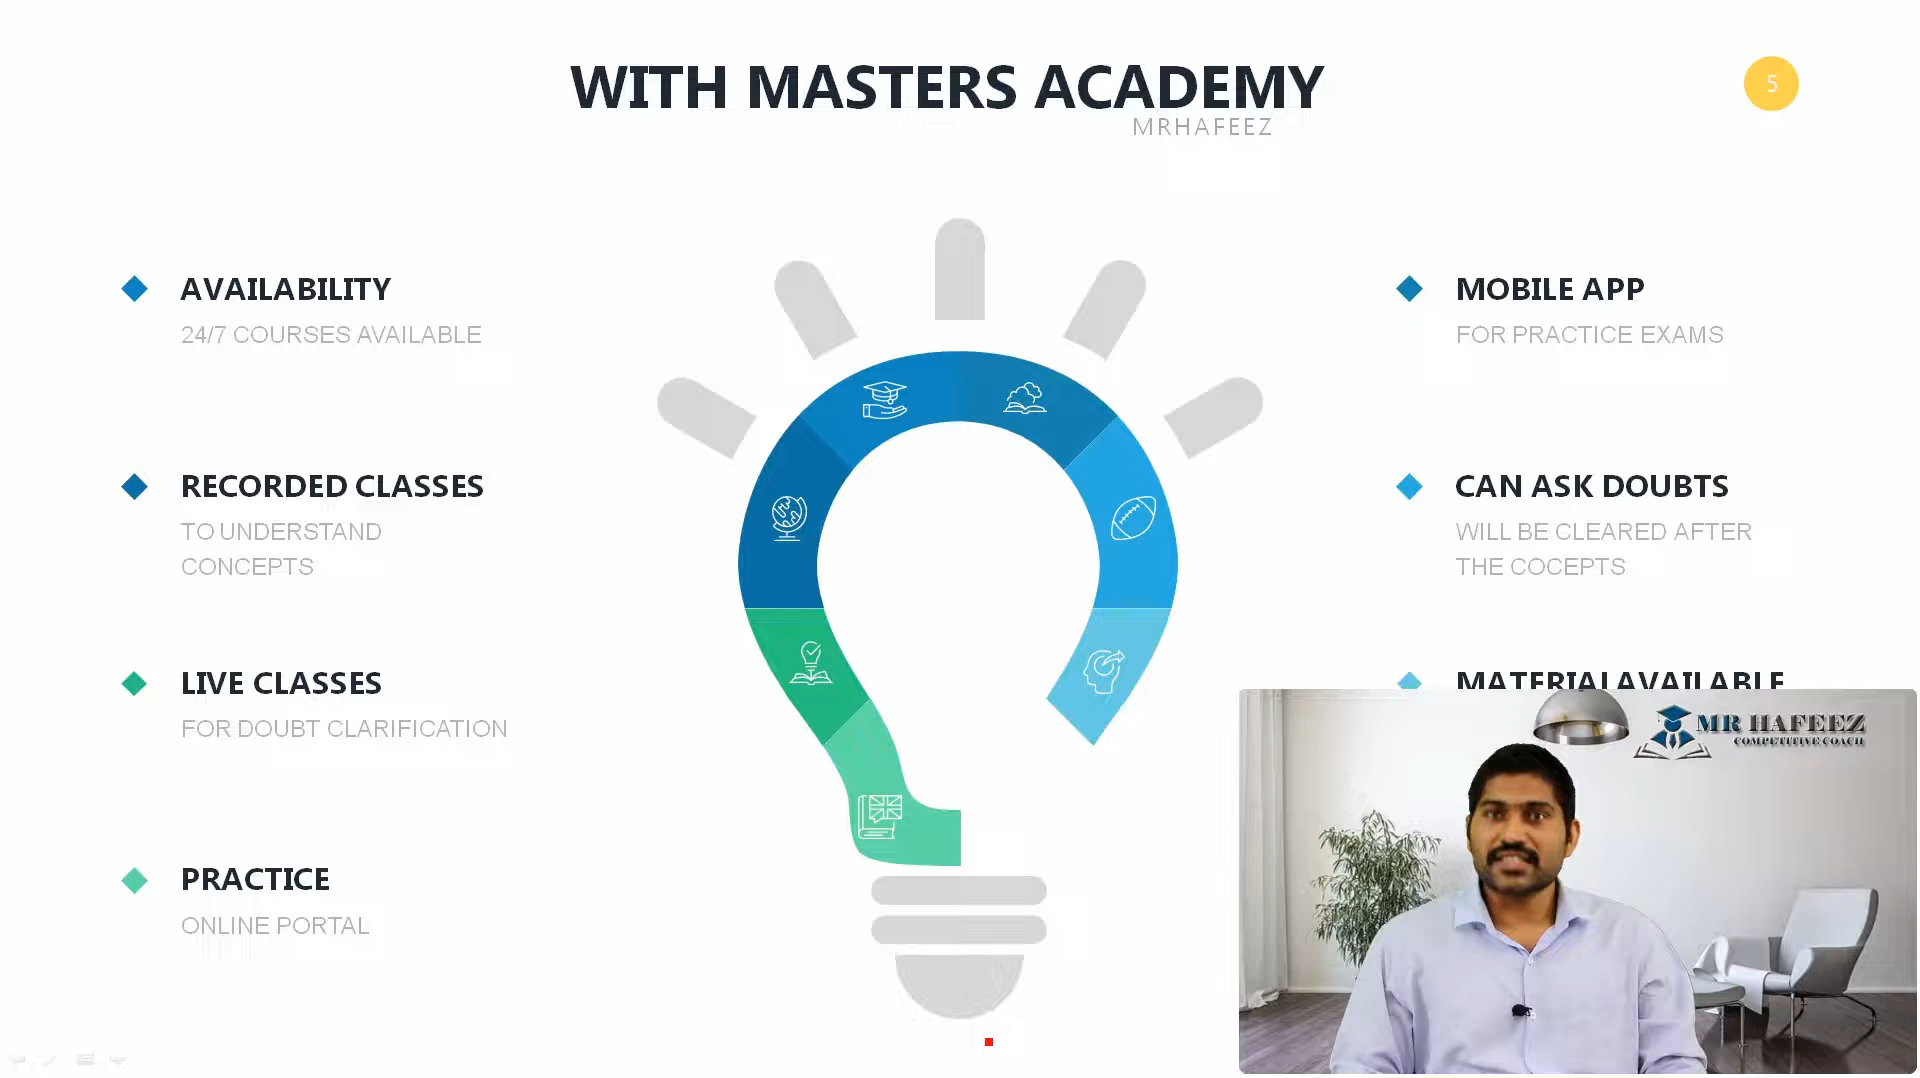 WITH MASTERS ACADEMY
MRHAFEEZ
5
AVAILABILITY
24/7 COURSES AVAILABLE
RECORDED CLASSES
TO UNDERSTAND
CONCEPTS
LIVE CLASSES
FOR DOUBT CLARIFICATION
PRACTICE
ONLINE PORTAL
MOBILE APP
FOR PRACTICE EXAMS
CAN ASK DOUBTS
WILL BE CLEARED AFTER
THE COCEPTS
MATERIAL AVAILABLE
MR HAFEEZ
COMPETITIVE COACH